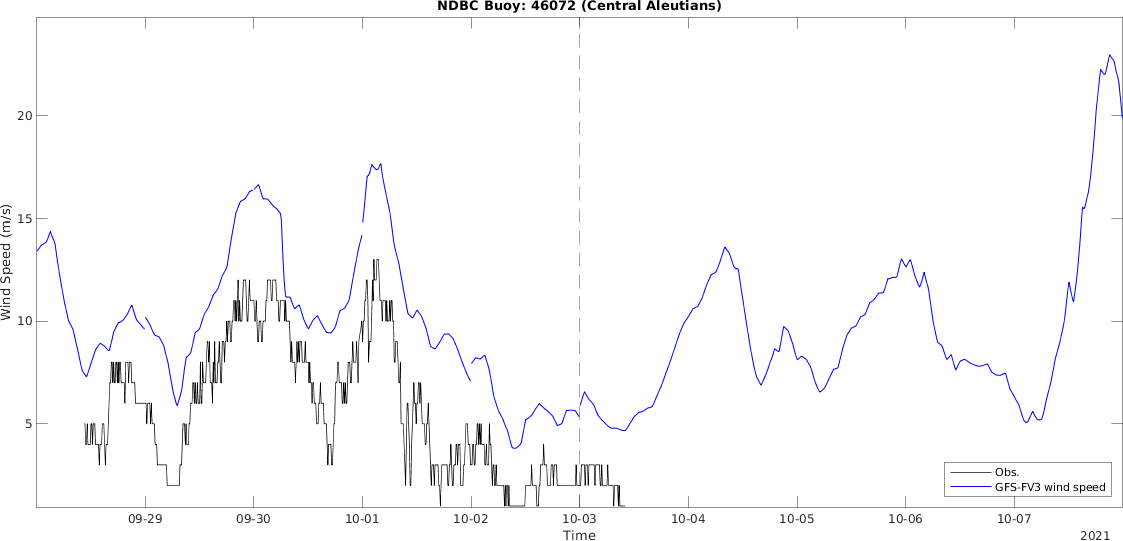 NDBC Buoy: 46072 (Central Aleutians)
Wind Speed (m/s)
20
15
10
5
09-29 09-30 10-01 10-02 10-03 10-04 10-05 10-06 10-07
Time
2021
Obs.
GFS-FV3 wind speed